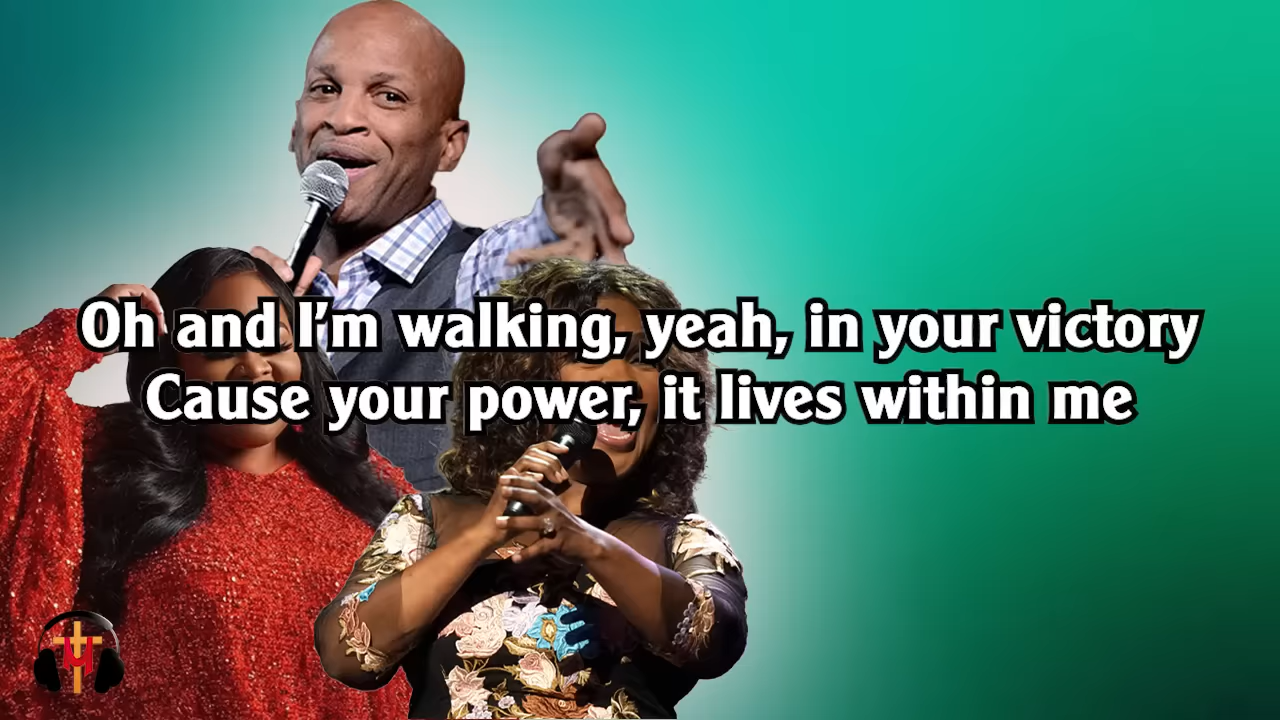 Oh and I'm walking, yeah, in your victory
Cause your power, it lives within me